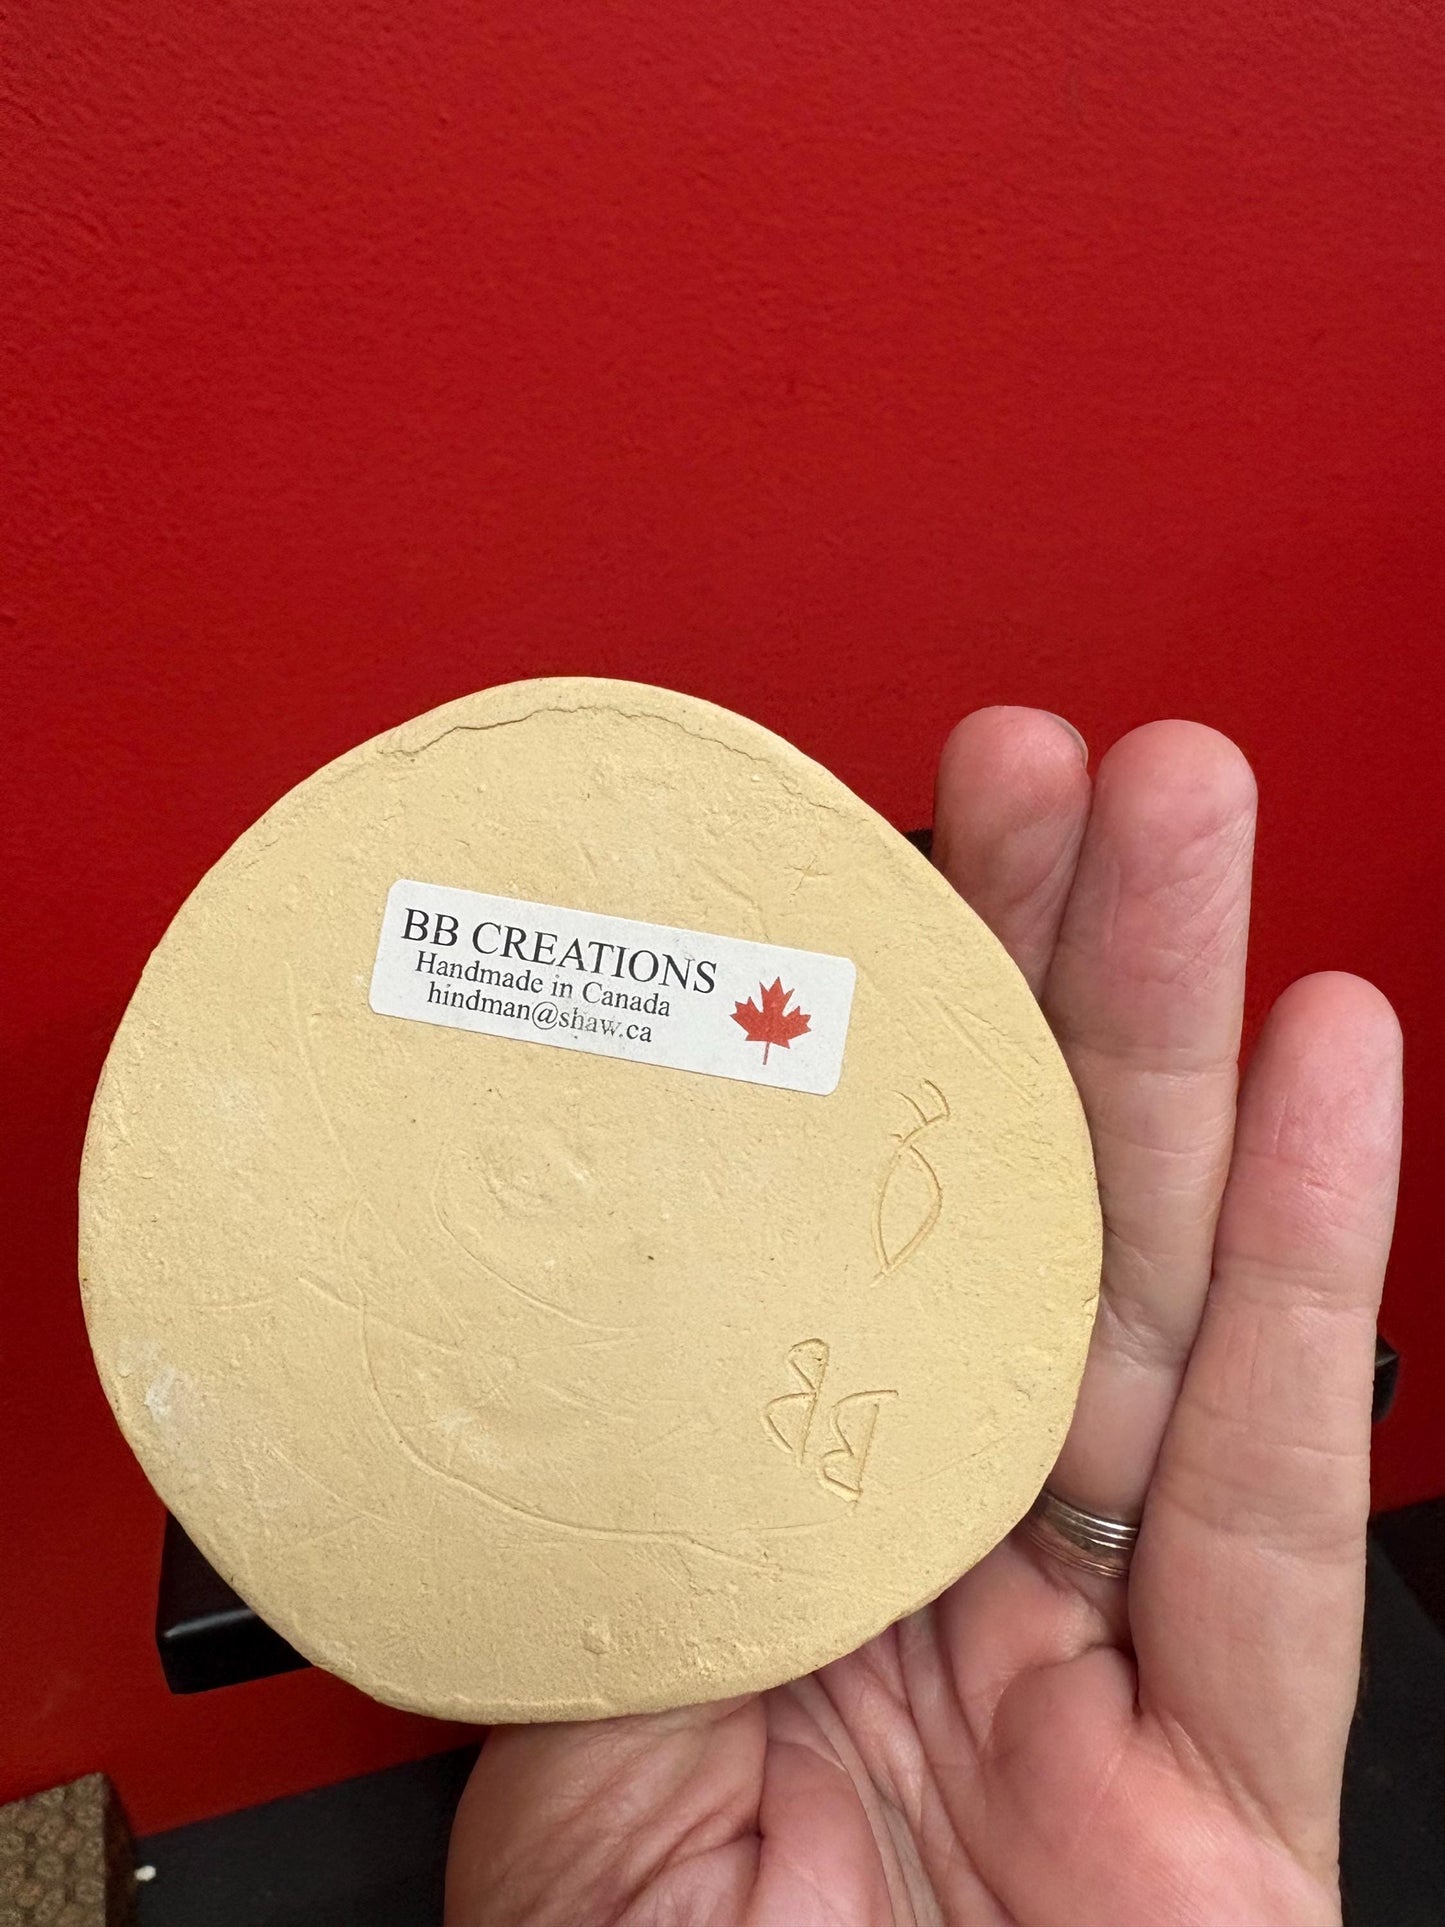 BB CREATIONS
Handmade in Canada
hindman@shaw.ca
BB